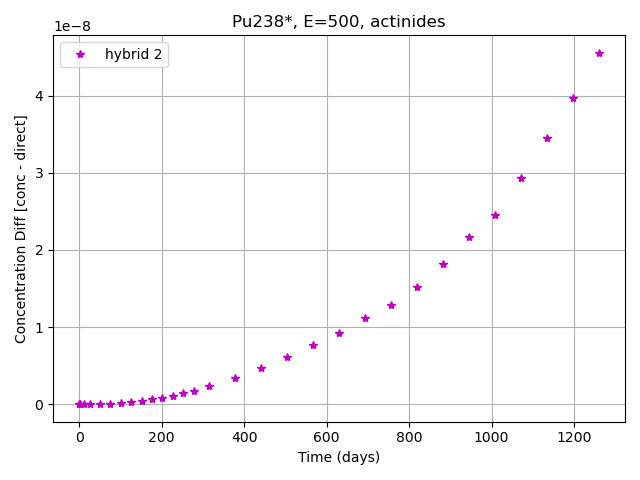 Pu238*, E=500, actinides
1e−8
hybrid 2
4
3
2
1
0
Concentration Diff [conc - direct]
0 200 400 600 800 1000 1200
Time (days)